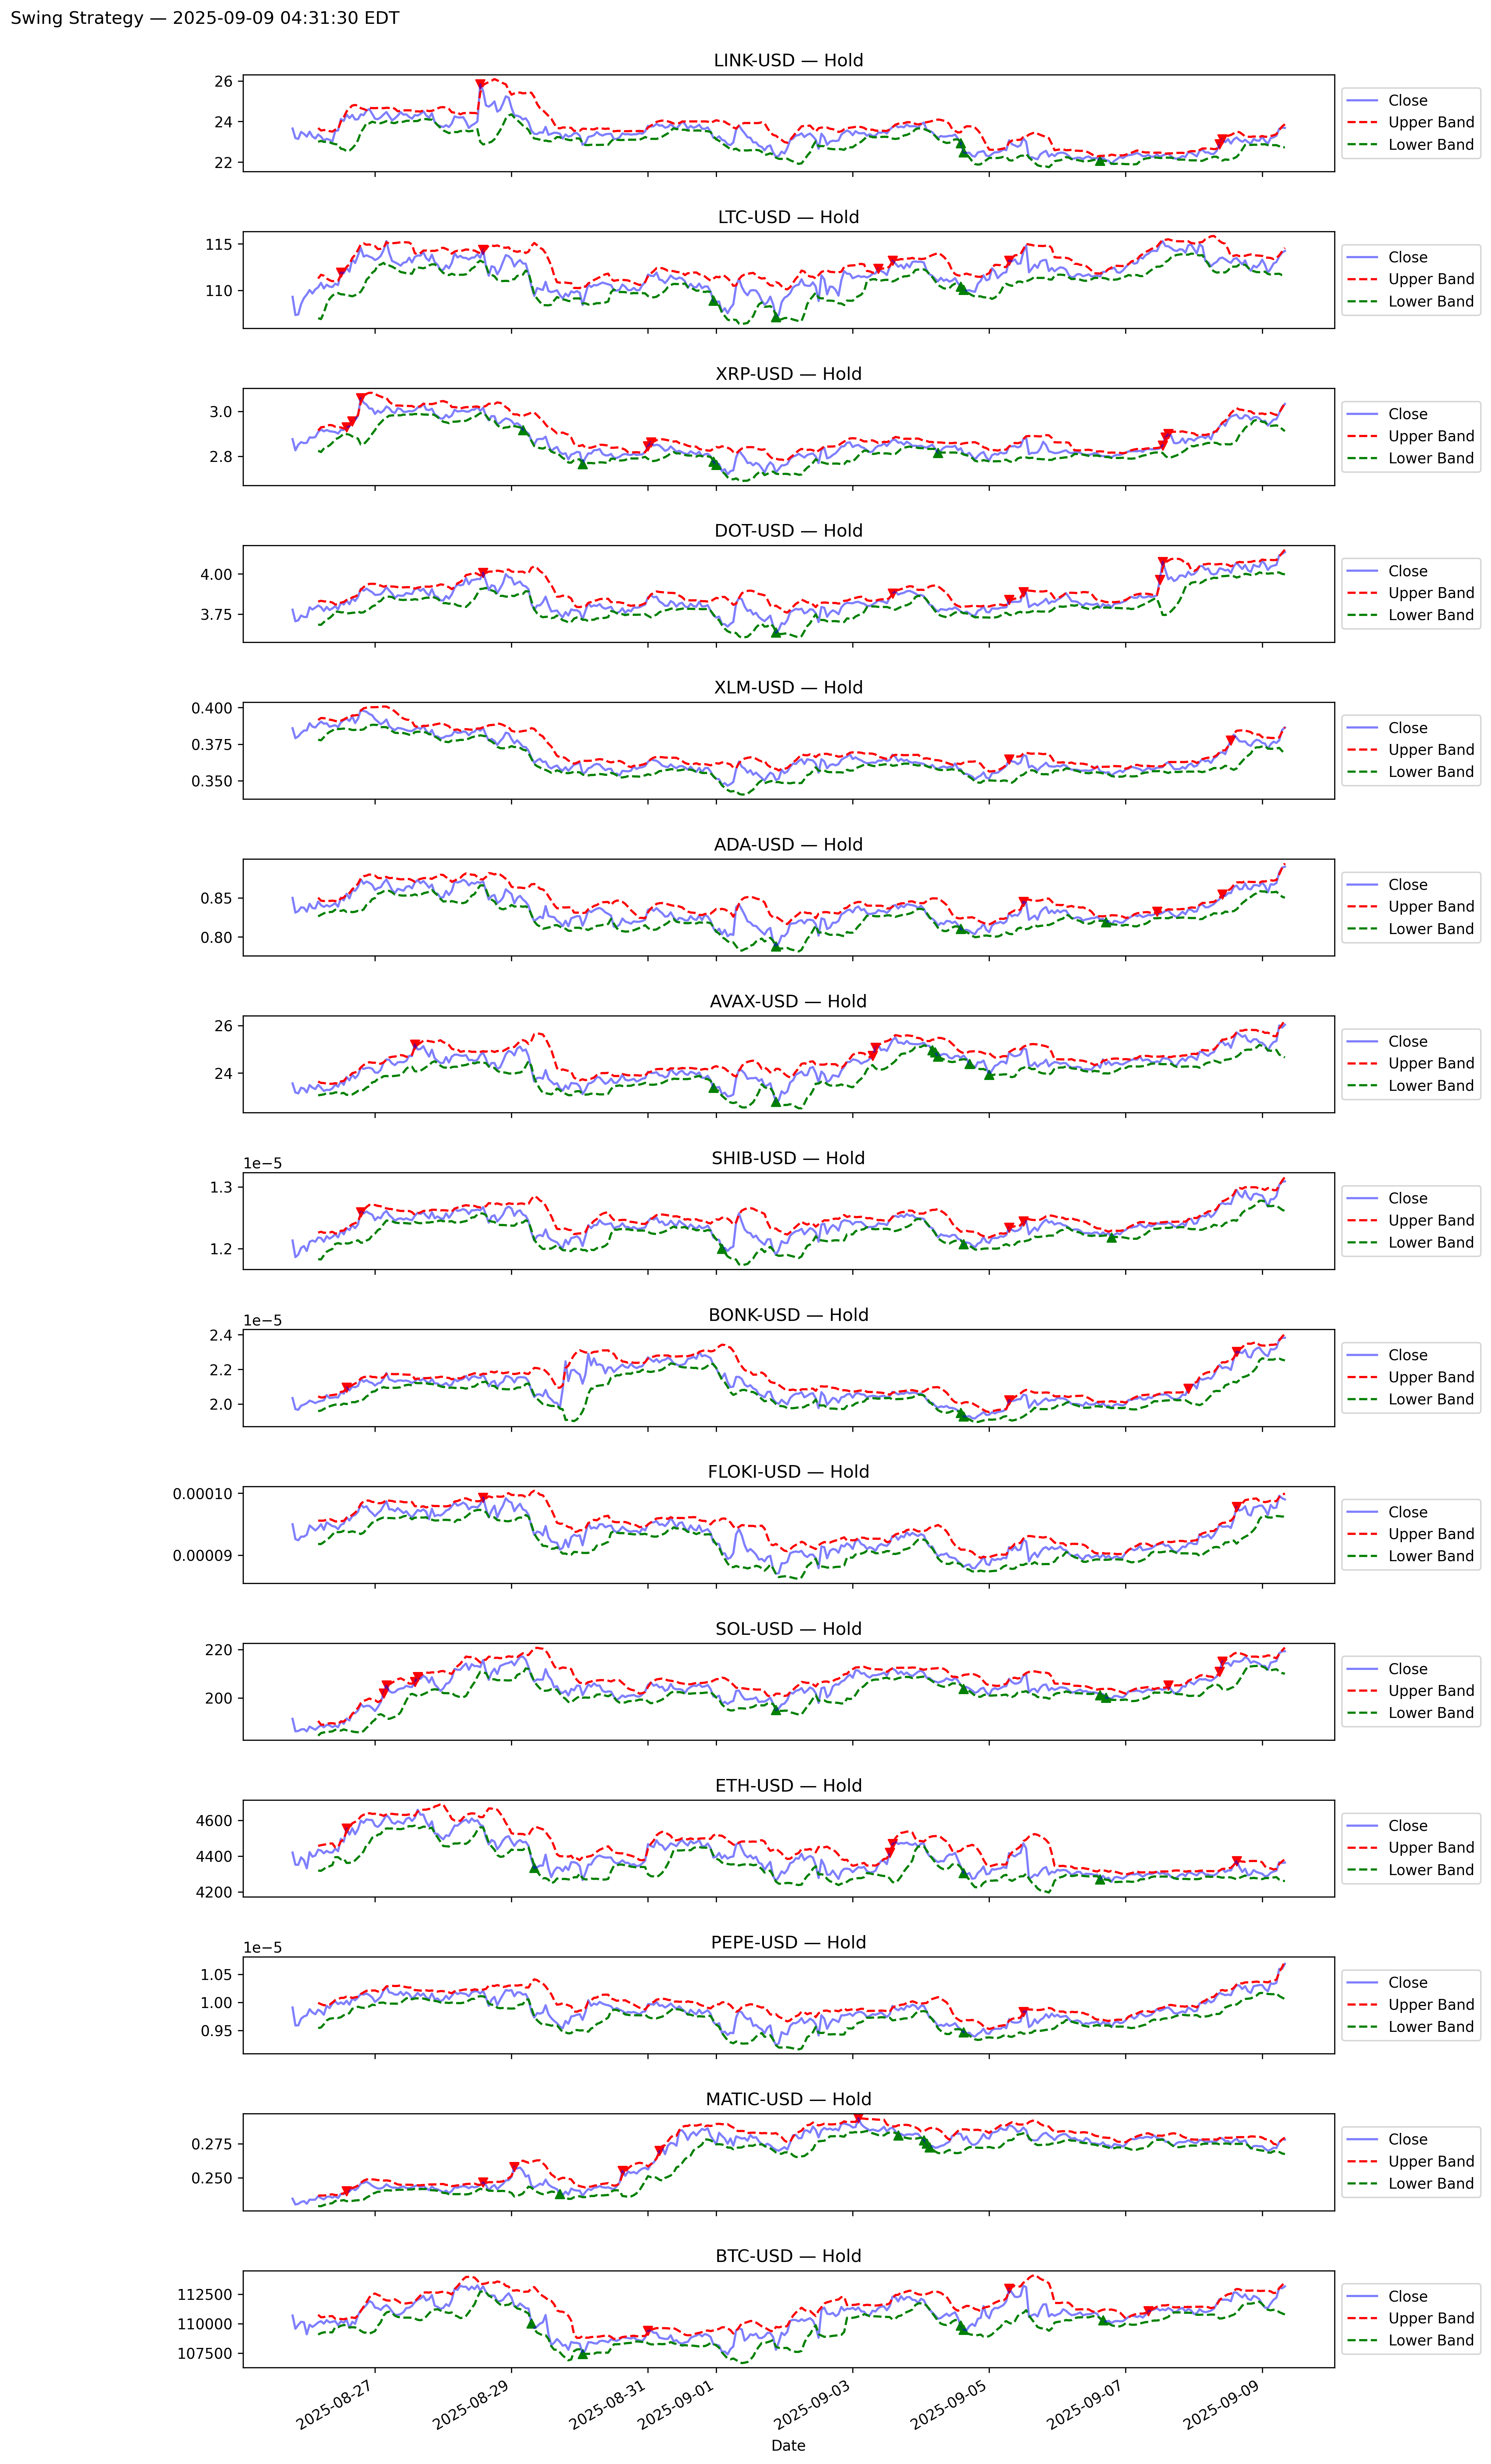 Swing Strategy — 2025-09-09 04:31:30 EDT
LINK-USD — Hold
26
24
22
Close
Upper Band
Lower Band
LTC-USD — Hold
115
110
Close
Upper Band
Lower Band
XRP-USD — Hold
3.0
2.8
Close
Upper Band
Lower Band
DOT-USD — Hold
4.00
3.75
Close
Upper Band
Lower Band
XLM-USD — Hold
0.400
0.375
0.350
Close
Upper Band
Lower Band
ADA-USD — Hold
0.85
0.80
Close
Upper Band
Lower Band
AVAX-USD — Hold
26
24
Close
Upper Band
Lower Band
SHIB-USD — Hold
1e−5
1.3
1.2
Close
Upper Band
Lower Band
BONK-USD — Hold
1e−5
2.4
2.2
2.0
Close
Upper Band
Lower Band
FLOKI-USD — Hold
0.00010
0.00009
Close
Upper Band
Lower Band
SOL-USD — Hold
220
200
Close
Upper Band
Lower Band
ETH-USD — Hold
4600
4400
4200
Close
Upper Band
Lower Band
PEPE-USD — Hold
1e−5
1.05
1.00
0.95
Close
Upper Band
Lower Band
MATIC-USD — Hold
0.275
0.250
Close
Upper Band
Lower Band
BTC-USD — Hold
112500
110000
107500
Close
Upper Band
Lower Band
2025-08-27
2025-08-29
2025-08-31
2025-09-01
2025-09-03
2025-09-05
2025-09-07
2025-09-09
Date